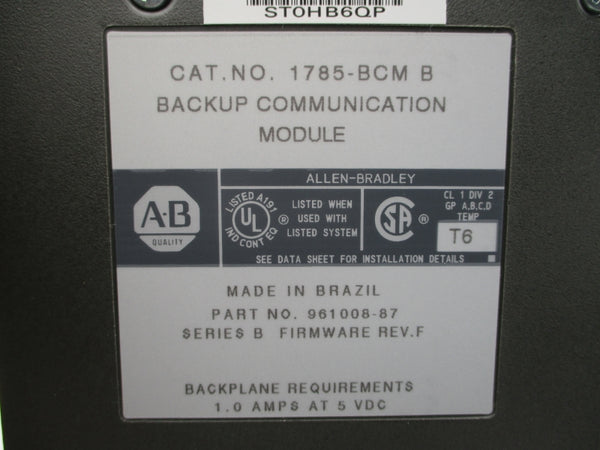 ST0HB6QP
CAT.NO. 1785-BCM B
BACKUP COMMUNICATION
MODULE
ALLEN-BRADLEY
A-B
QUALITY
LISTED A191
UL
IND CONT EQ
®
LISTED WHEN
USED WITH
LISTED SYSTEM
SA
®
CL 1 DIV 2
GP A,B,C,D
TEMP
T6
SEE DATA SHEET FOR INSTALLATION DETAILS
MADE IN BRAZIL
PART NO. 961008-87
SERIES B FIRMWARE REV.F
BACKPLANE REQUIREMENTS
1.0 AMPS AT 5 VDC